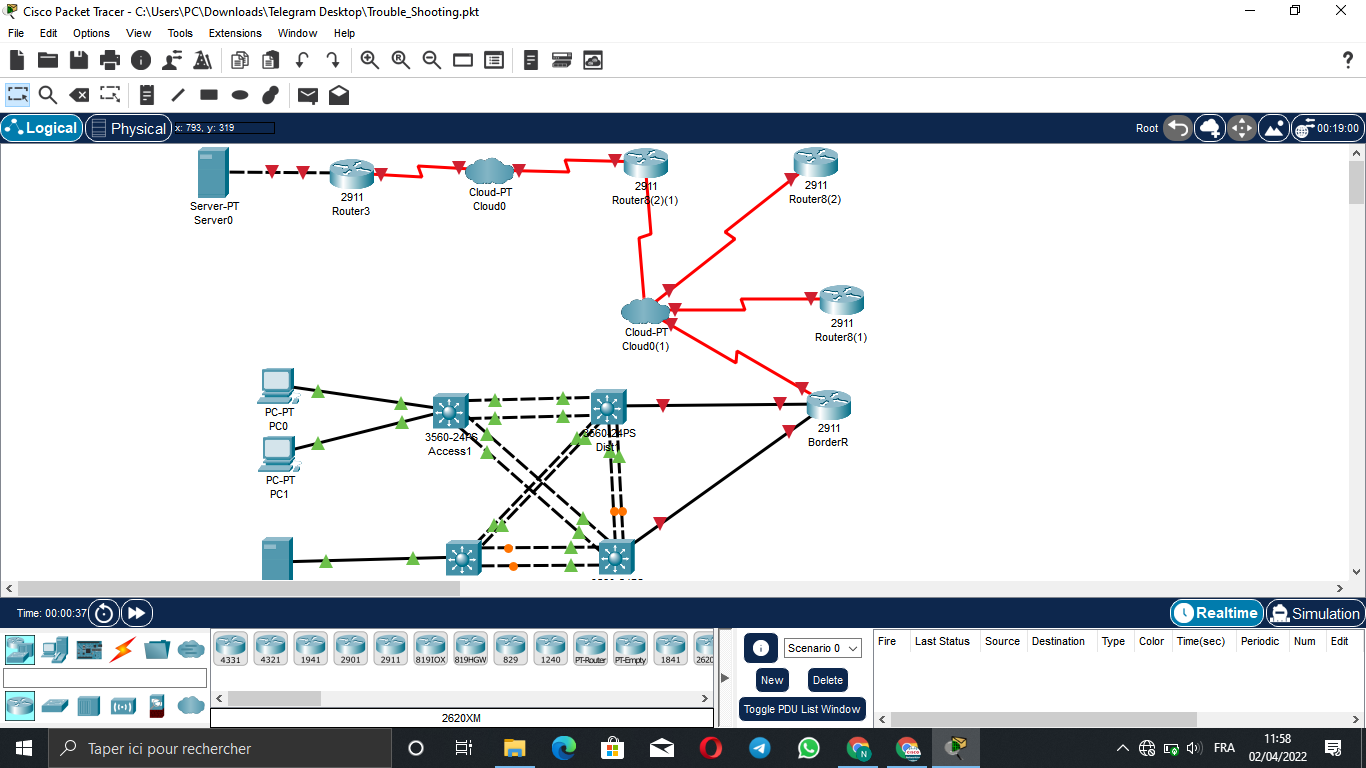 Cisco Packet Tracer - C:\Users\PC\Downloads\Telegram Desktop\Trouble_Shooting.pkt
File Edit Options View Tools Extensions Window Help
Logical Physical x: 793, y: 319 Root 00:19:00
2911
Router3
Server-PT
Server0
Cloud-PT
Cloud0
2911
Router8(2)(1)
2911
Router8(2)
Cloud-PT
Cloud0(1)
2911
Router8(1)
PC-PT
PC0
3560-24PS
Access1
3560-24PS
Dist1
2911
BorderR
PC-PT
PC1
Time: 00:00:37 Realtime Simulation
4331 4321 1941 2901 2911 819IOX 819HGW 829 1240 PT-Router PT-Empty 1841 2620
2620XM
Scenario 0
New Delete
Toggle PDU List Window
Fire Last Status Source Destination Type Color Time(sec) Periodic Num Edit
Taper ici pour rechercher
FRA
11:58
02/04/2022